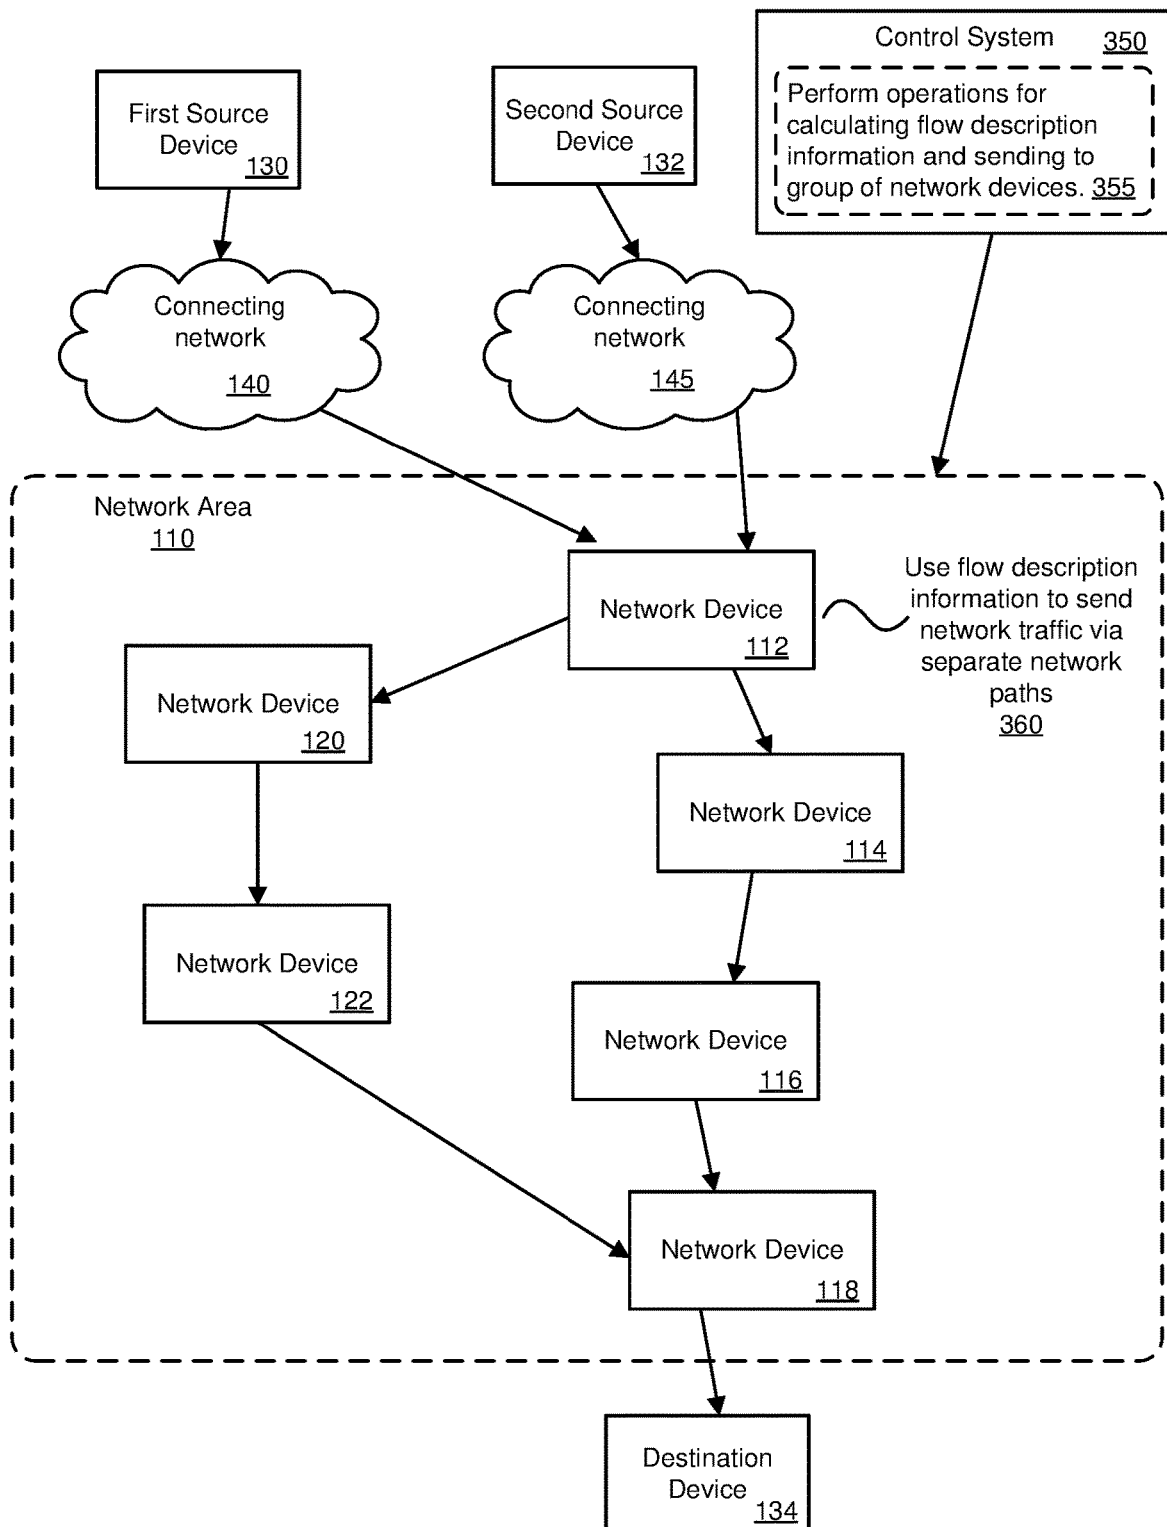 Control System 350
Perform operations for
calculating flow description
information and sending to
group of network devices. 355
First Source
Device
130
Second Source
Device
132
Connecting
network
140
Connecting
network
145
Network Area
110
Network Device
112
Use flow description
information to send
network traffic via
separate network
paths
360
Network Device
120
Network Device
114
Network Device
122
Network Device
116
Network Device
118
Destination
Device
134